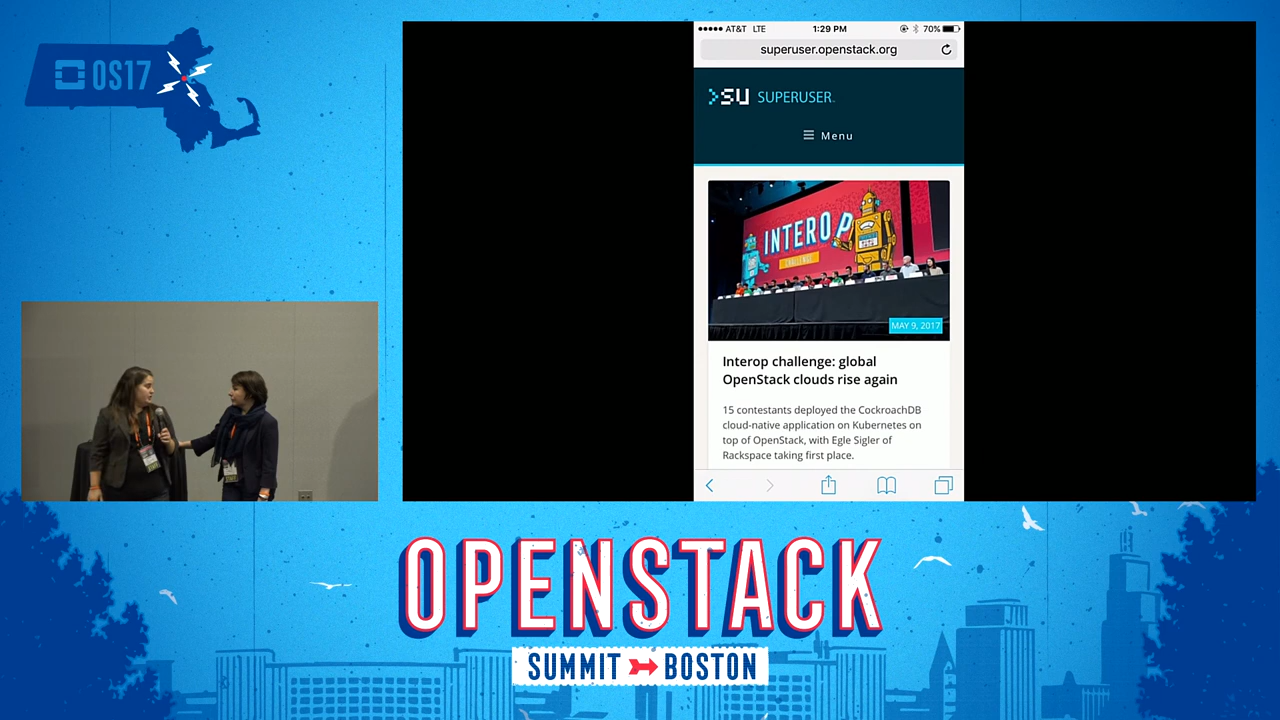 OS17
AT&T LTE 1:29 PM 70%
superuser.openstack.org
>SU SUPERUSER
Menu
INTEROP
CHALLENGE
MAY 9, 2017
Interop challenge: global
OpenStack clouds rise again
15 contestants deployed the CockroachDB
cloud-native application on Kubernetes on
top of OpenStack, with Egle Sigler of
Rackspace taking first place.
OPENSTACK
SUMMIT BOSTON